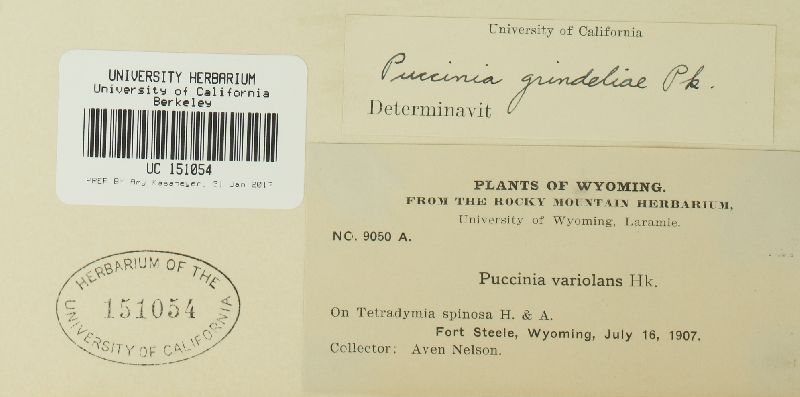 UNIVERSITY HERBARIUM
University of California
Berkeley
UC 151054
PREP BY Amy Kasameyer, 31 Jan 2017
HERBARIUM OF THE
151054
UNIVERSITY OF CALIFORNIA
University of California
Puccinia grindeliae Pk.
Determinavit
PLANTS OF WYOMING.
FROM THE ROCKY MOUNTAIN HERBARIUM,
University of Wyoming, Laramie.
NO. 9050 A.
Puccinia variolans Hk.
On Tetradymia spinosa H. & A.
Fort Steele, Wyoming, July 16, 1907.
Collector: Aven Nelson.